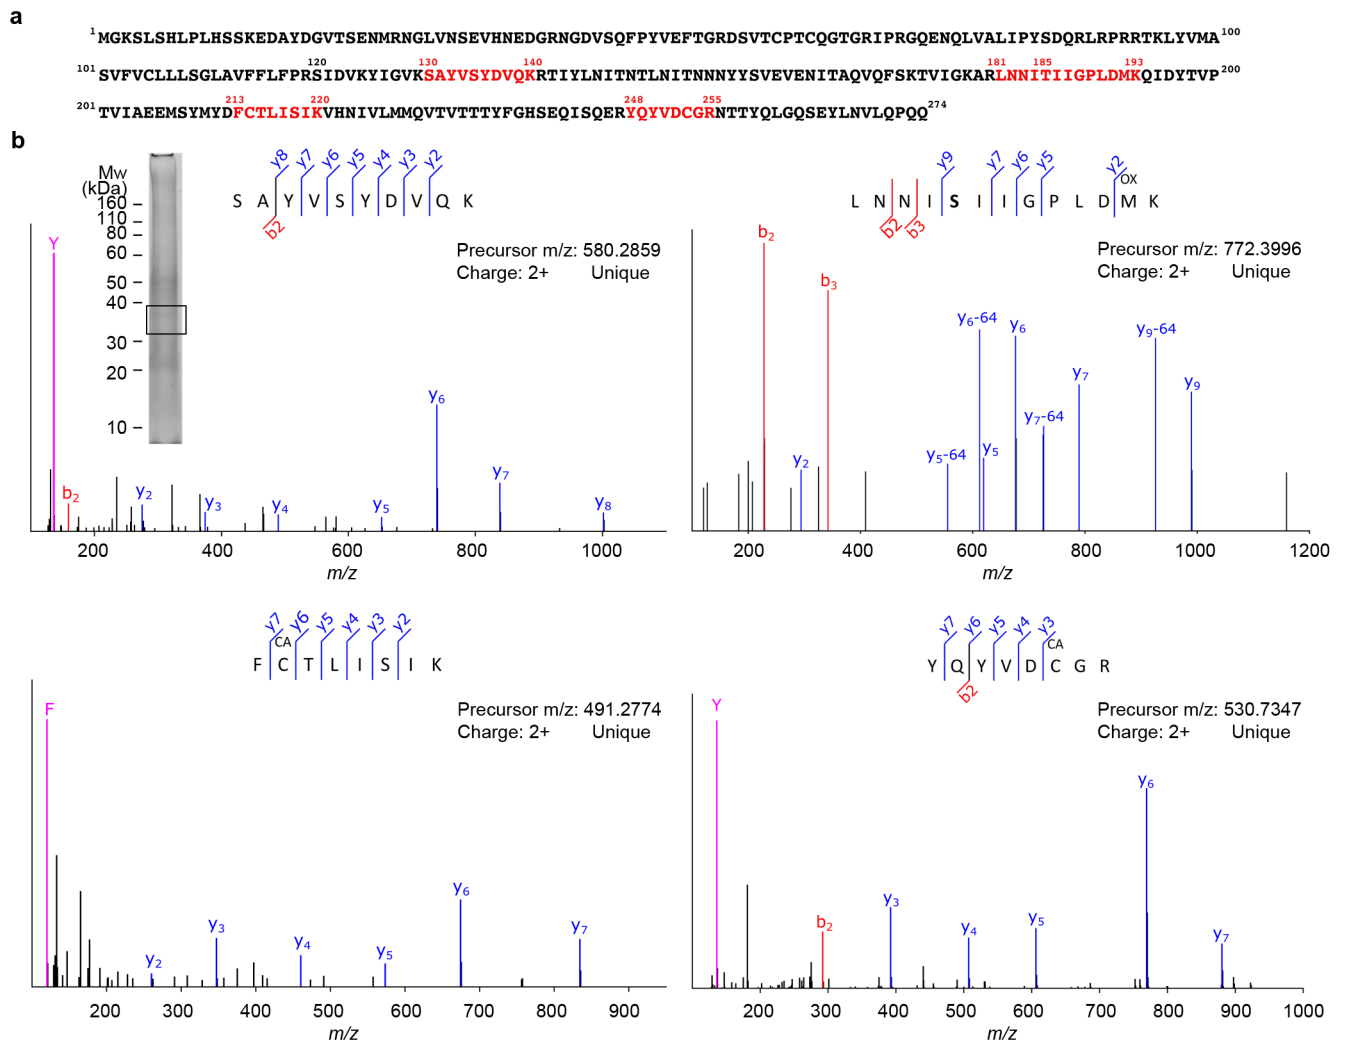 a
1 MGKSLSHLPLHSSKEDAYDGVTSENMRNGLVNSEVHNEDGRNGDVSQFPYVEFTGRDSVTCPTCQGTGRIPRGQENQLVALIPYSDQRLRPRRTKLYVMA 100
120 130 140 181 185 193
101 SVFVCLLLSGLAVFFLFPRSIDVKYIGVKSAYVSYDVQKRTIYLNITNTLNITNNNYYSVEVENITAQVQFSKTVIGKARLNNITIIGPLDMKQIDYTVP 200
213 220 248 255
201 TVIAEEMSYMYDFCTLISIKVHNIVLMMQVTVTTTYFGHSEQISQERYQYVDCGRNTTYQLGQSEYLNVLQPQQ 274
b
Mw
(kDa)
160
110
80
60
50
40
30
20
10
y8 y7 y6 y5 y4 y3 y2
S A Y V S Y D V Q K
b2
Precursor m/z: 580.2859
Charge: 2+ Unique
Y
b2
y2
y3
y4
y5
y6
y7
y8
200 400 600 800 1000
m/z
y9 y7 y6 y5 y2
OX
L N N I S I I G P L D M K
b2 b3
Precursor m/z: 772.3996
Charge: 2+ Unique
b2
b3
y2
y5-64
y6-64
y5
y6
y7-64
y7
y9-64
y9
200 400 600 800 1000 1200
m/z
y7 y6 y5 y4 y3 y2
CA
F C T L I S I K
Precursor m/z: 491.2774
Charge: 2+ Unique
F
y2
y3
y4
y5
y6
y7
200 300 400 500 600 700 800 900
m/z
y7 y6 y5 y4 y3
CA
Y Q Y V D C G R
b2
Precursor m/z: 530.7347
Charge: 2+ Unique
Y
b2
y3
y4
y5
y6
y7
200 300 400 500 600 700 800 900 1000
m/z